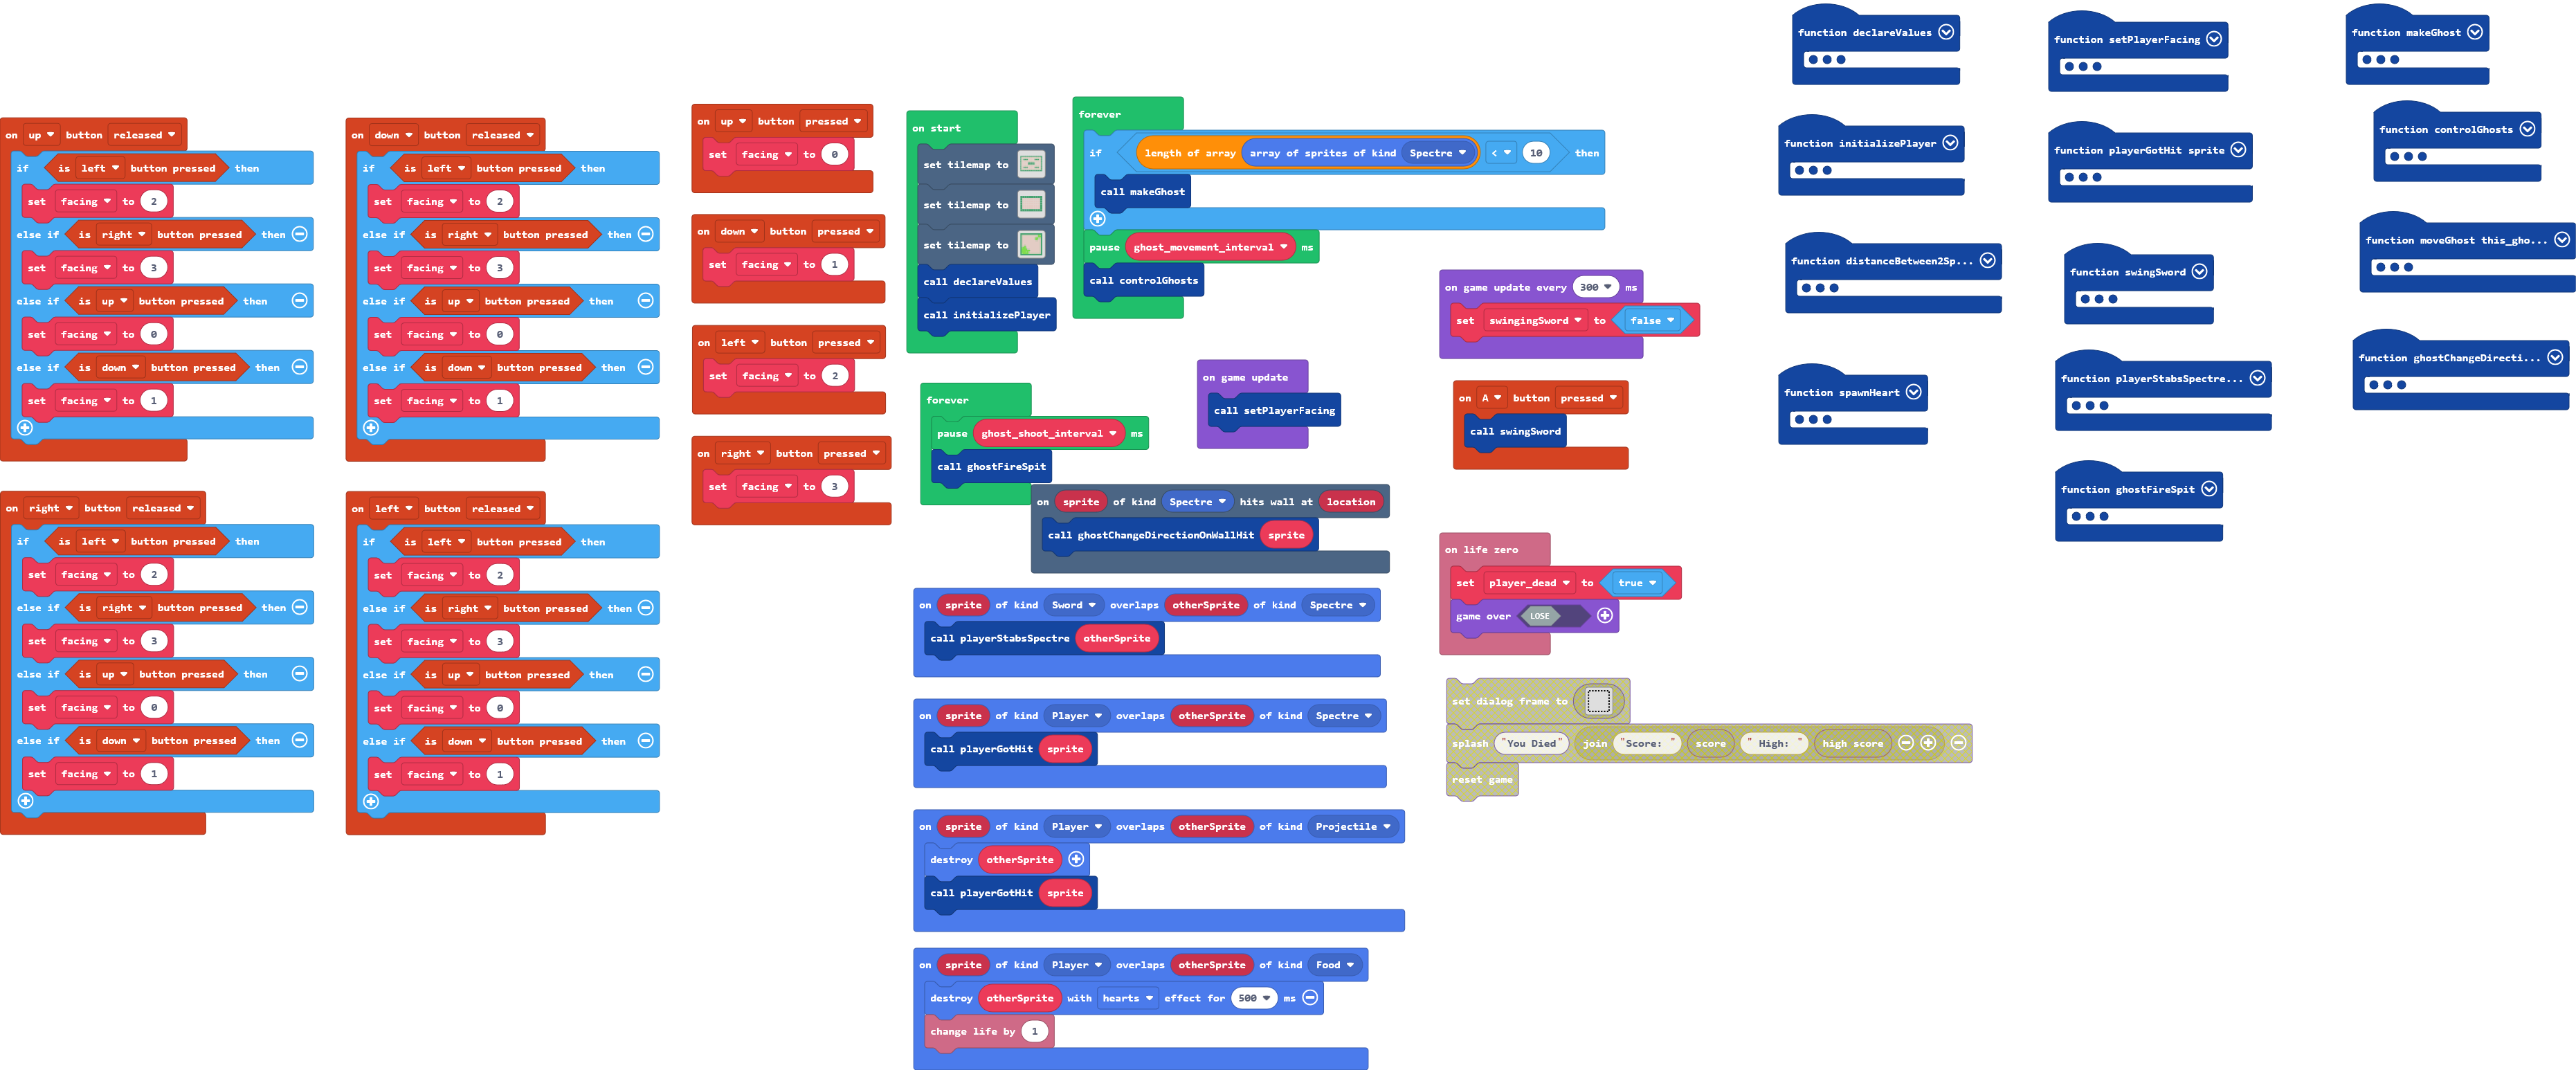 on up button released
if is left button pressed then
set facing to 2
else if is right button pressed then
set facing to 3
else if is up button pressed then
set facing to 0
else if is down button pressed then
set facing to 1
on right button released
if is left button pressed then
set facing to 2
else if is right button pressed then
set facing to 3
else if is up button pressed then
set facing to 0
else if is down button pressed then
set facing to 1
on down button released
if is left button pressed then
set facing to 2
else if is right button pressed then
set facing to 3
else if is up button pressed then
set facing to 0
else if is down button pressed then
set facing to 1
on left button released
if is left button pressed then
set facing to 2
else if is right button pressed then
set facing to 3
else if is up button pressed then
set facing to 0
else if is down button pressed then
set facing to 1
on up button pressed
set facing to 0
on down button pressed
set facing to 1
on left button pressed
set facing to 2
on right button pressed
set facing to 3
on start
set tilemap to
set tilemap to
set tilemap to
call declareValues
call initializePlayer
forever
if length of array array of sprites of kind Spectre < 10 then
call makeGhost
pause ghost_movement_interval ms
call controlGhosts
forever
pause ghost_shoot_interval ms
call ghostFireSpit
on game update
call setPlayerFacing
on sprite of kind Spectre hits wall at location
call ghostChangeDirectionOnWallHit sprite
on sprite of kind Sword overlaps otherSprite of kind Spectre
call playerStabsSpectre otherSprite
on sprite of kind Player overlaps otherSprite of kind Spectre
call playerGotHit sprite
on sprite of kind Player overlaps otherSprite of kind Projectile
destroy otherSprite
call playerGotHit sprite
on sprite of kind Player overlaps otherSprite of kind Food
destroy otherSprite with hearts effect for 500 ms
change life by 1
on game update every 300 ms
set swingingSword to false
on A button pressed
call swingSword
on life zero
set player_dead to true
game over LOSE
set dialog frame to
splash "You Died" join "Score: " score " High: " high score
reset game
function declareValues
function initializePlayer
function distanceBetween2Sp...
function spawnHeart
function setPlayerFacing
function playerGotHit sprite
function swingSword
function playerStabsSpectre...
function ghostFireSpit
function makeGhost
function controlGhosts
function moveGhost this_gho...
function ghostChangeDirecti...